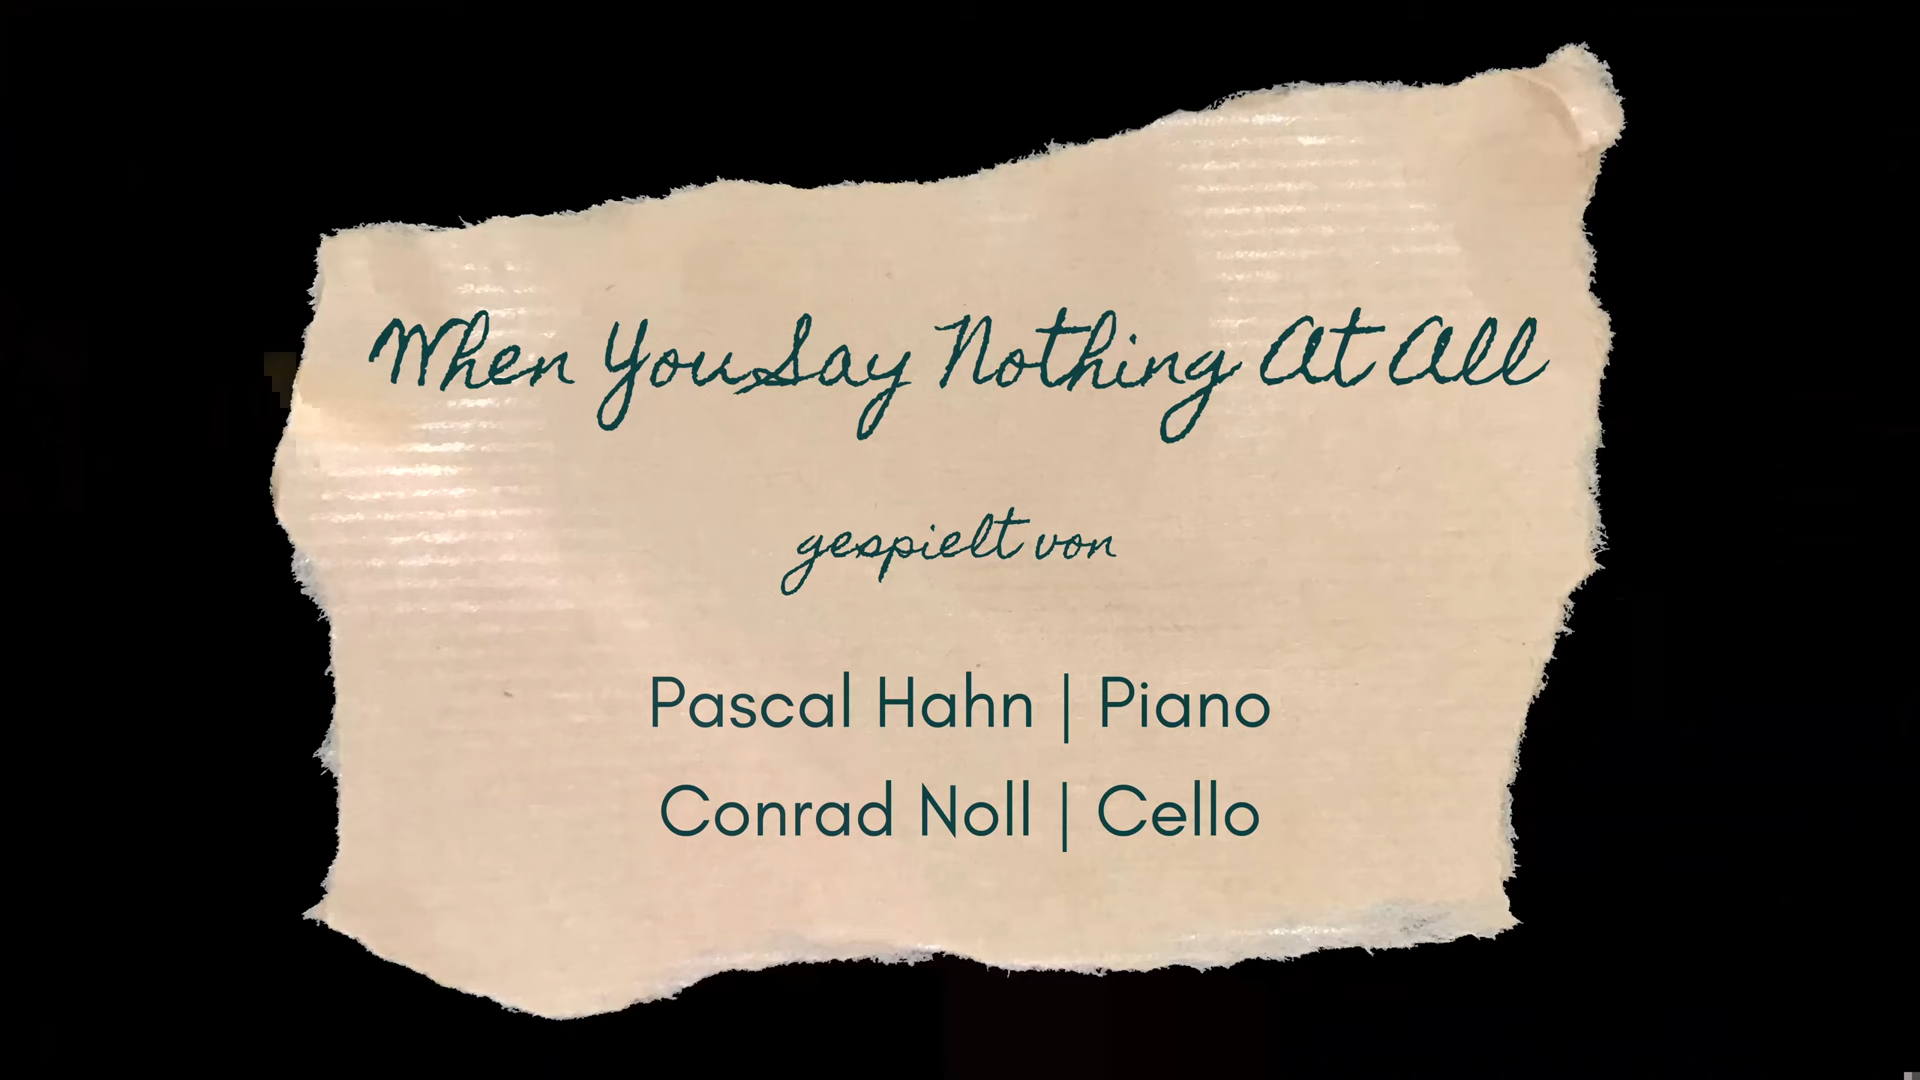 When You Say Nothing At All
gespielt von
Pascal Hahn | Piano
Conrad Noll | Cello